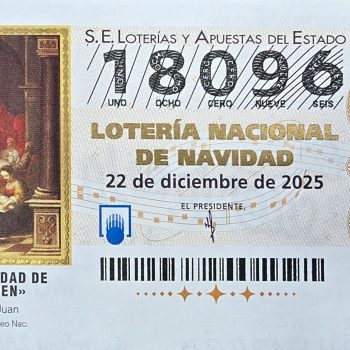 S.E. LOTERÍAS Y APUESTAS DEL ESTADO
18096
UNO OCHO CERO NUEVE SEIS
LOTERÍA NACIONAL
DE NAVIDAD
22 de diciembre de 2025
EL PRESIDENTE,
DAD DE
EN»
Juan
eo Nac.